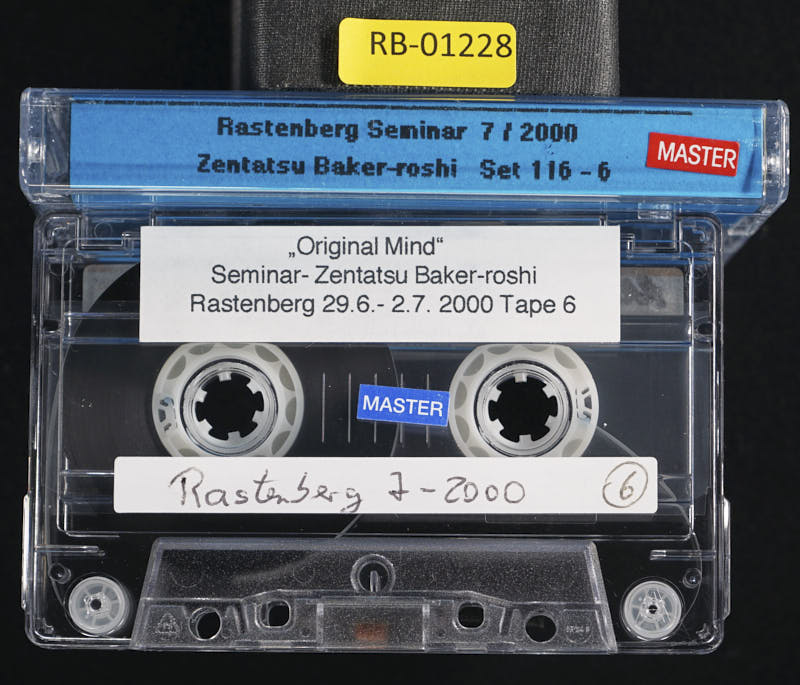 RB-01228
Rastenberg Seminar 7 / 2000
Zentatsu Baker-roshi Set 116 - 6
MASTER
„Original Mind“
Seminar- Zentatsu Baker-roshi
Rastenberg 29.6.- 2.7. 2000 Tape 6
MASTER
Rastenberg 7-2000 6